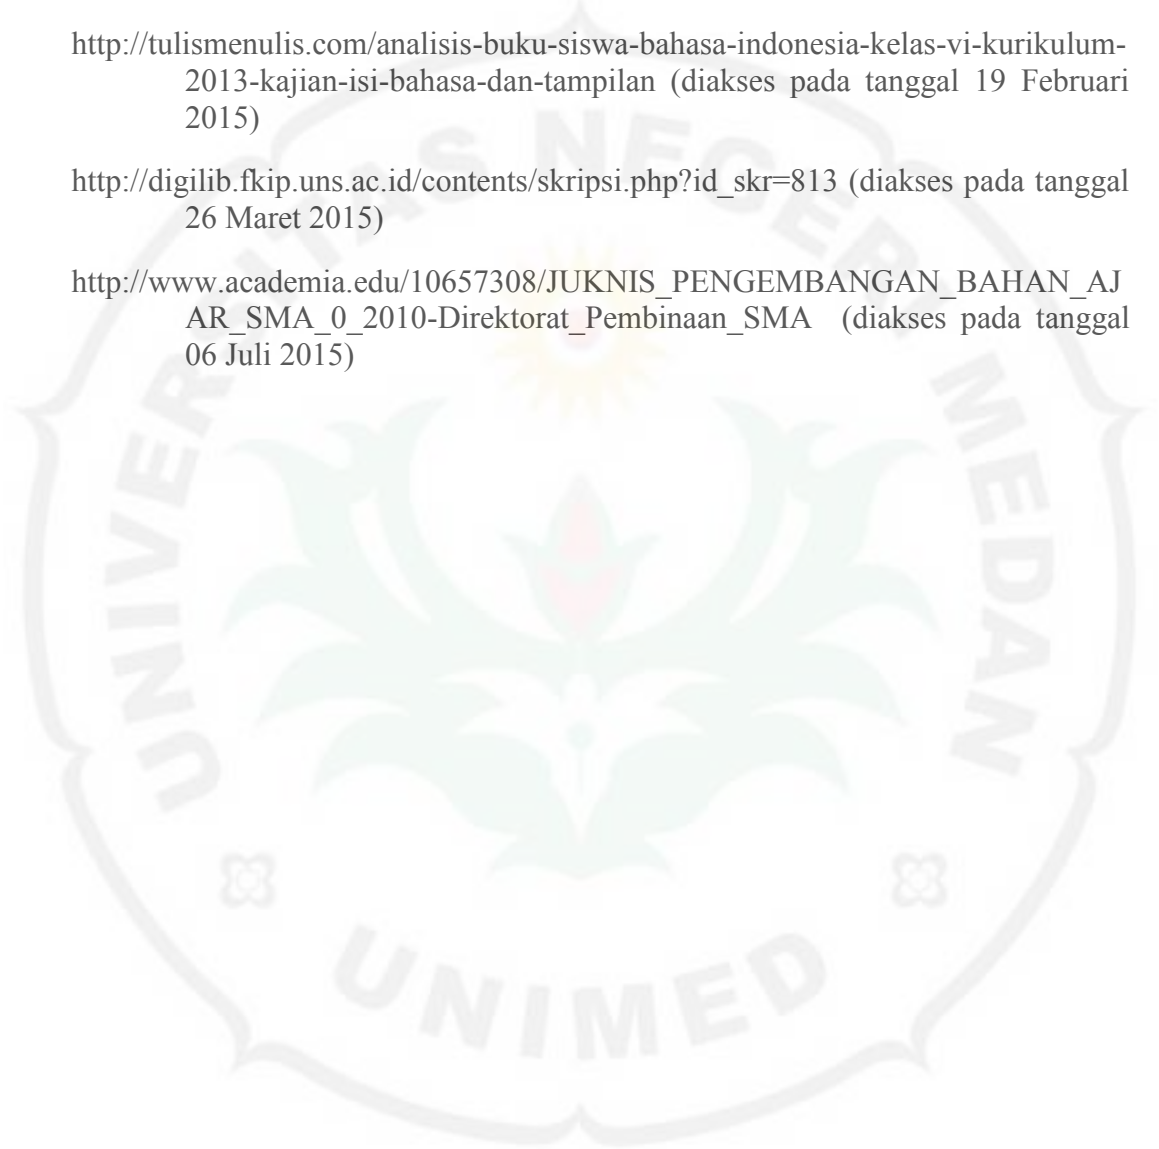 http://tulismenulis.com/analisis-buku-siswa-bahasa-indonesia-kelas-vi-kurikulum-
2013-kajian-isi-bahasa-dan-tampilan (diakses pada tanggal 19 Februari
2015)
http://digilib.fkip.uns.ac.id/contents/skripsi.php?id_skr=813 (diakses pada tanggal
26 Maret 2015)
http://www.academia.edu/10657308/JUKNIS_PENGEMBANGAN_BAHAN_AJ
AR_SMA_0_2010-Direktorat_Pembinaan_SMA (diakses pada tanggal
06 Juli 2015)
UNIVERSITAS NEGERI MEDAN
UNIMED